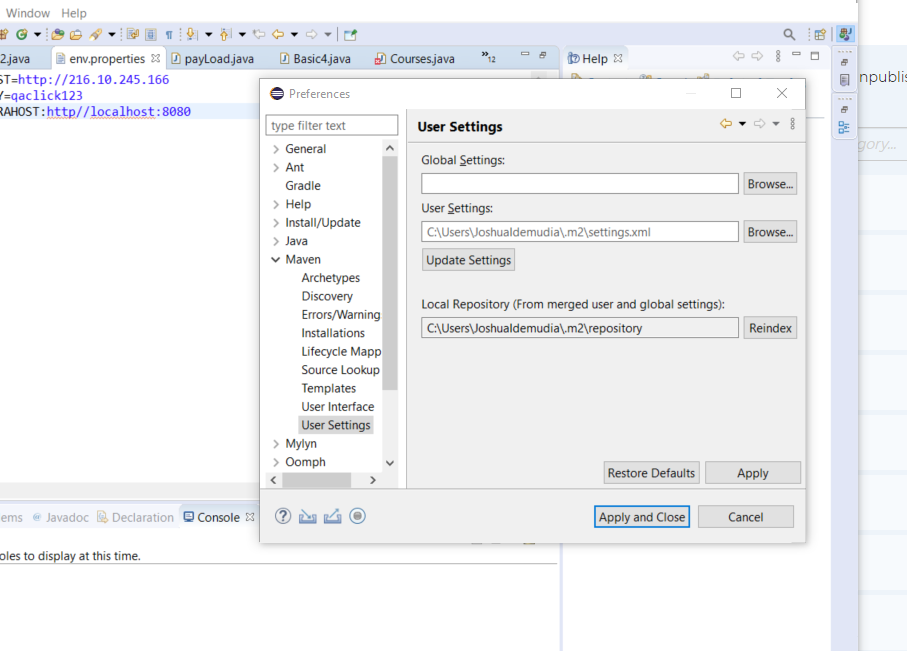 Window Help
2.java env.properties payLoad.java Basic4.java Courses.java »12 Help
ST=http://216.10.245.166
Y=qaclick123
RAHOST:http//localhost:8080
npublis
gory...
Preferences
type filter text
General
Ant
Gradle
Help
Install/Update
Java
Maven
Archetypes
Discovery
Errors/Warning
Installations
Lifecycle Mapp
Source Lookup
Templates
User Interface
User Settings
Mylyn
Oomph
User Settings
Global Settings:
Browse...
User Settings:
C:\Users\Joshualdemudia\.m2\settings.xml Browse...
Update Settings
Local Repository (From merged user and global settings):
C:\Users\Joshualdemudia\.m2\repository Reindex
Restore Defaults Apply
Apply and Close Cancel
ems @ Javadoc Declaration Console
oles to display at this time.